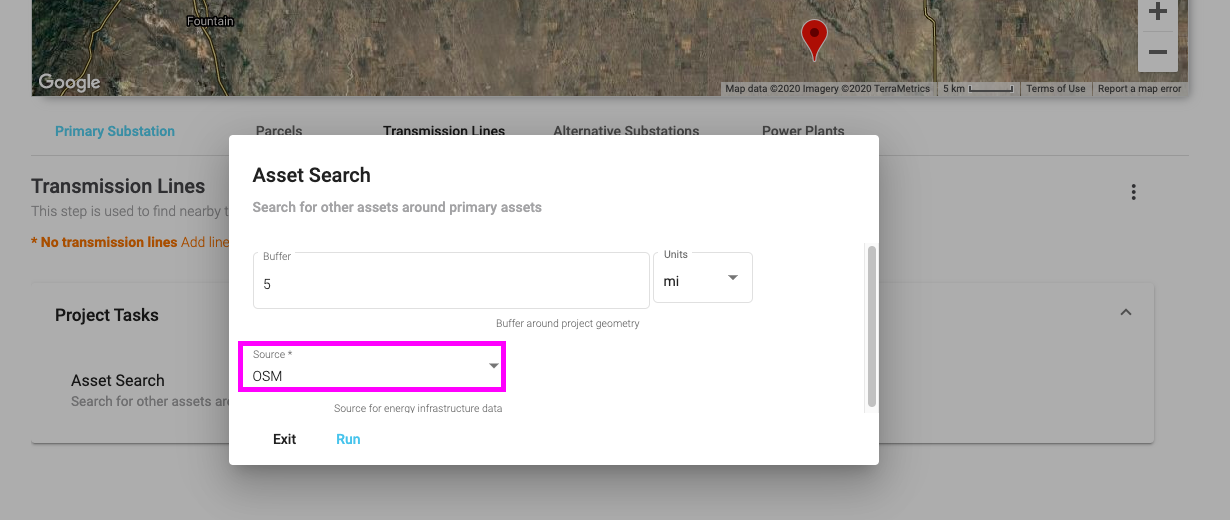 Fountain
Google
Map data ©2020 Imagery ©2020 TerraMetrics 5 km Terms of Use Report a map error
Primary Substation Parcels Transmission Lines Alternative Substations Power Plants
Transmission Lines
This step is used to find nearby t
* No transmission lines Add line
Asset Search
Search for other assets around primary assets
Buffer
5
Units
mi
Buffer around project geometry
Source *
OSM
Source for energy infrastructure data
Exit Run
Project Tasks
Asset Search
Search for other assets ar